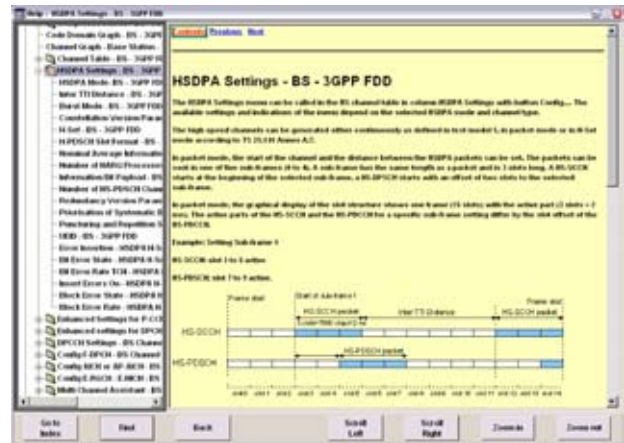 Help - HSDPA Settings - BS - 3GPP FDD
Code Domain Graph - BS - 3GPP
Channel Graph - Base Station -
Channel Table - BS - 3GPP
HSDPA Settings - BS - 3GPP
HSDPA Mode - BS - 3GPP FDD
Inter TTI Distance - BS - 3GP
Burst Mode - BS - 3GPP FDD
Constellation Version Param
H-Set - BS - 3GPP FDD
H-PDSCH Slot Format - BS -
Nominal Average Informatio
Number of HARQ Processe
Information Bit Payload - BS
Number of HS-PDSCH Chan
Redundancy Version Param
Prioritisation of Systematic B
Puncturing and Repetition S
UEID - BS - 3GPP FDD
Error Insertion - HSDPA H-S
Bit Error State - HSDPA H-Se
Bit Error Rate TCH - HSDPA H
Insert Errors On - HSDPA H
Block Error State - HSDPA H
Block Error Rate - HSDPA H
Enhanced Settings for P-CC
Enhanced settings for DPCH
DPCCH Settings - BS Channe
Config F-DPCH - BS Channel
Config E-AGCH - BS
Multi Channel Assistant - BS
Contents Previous Next
HSDPA Settings - BS - 3GPP FDD
The HSDPA Settings menu can be called in the BS channel table in column HSDPA Settings with button Config... The
available settings and indications of the menu depend on the selected HSDPA mode and channel type.
The high speed channels can be generated either continuously as defined in test model 5, in packet mode or in H-Set
mode according to TS 25.101 Annex A.7.
In packet mode, the start of the channel and the distance between the HSDPA packets can be set. The packets can be
sent in one of five sub-frames (0 to 4). A sub-frame has the same length as a packet and is 3 slots long. A HS-SCCH
starts at the beginning of the selected sub-frame, a HS-PDSCH starts with an offset of two slots to the selected
sub-frame.
In packet mode, the graphical display of the slot structure shows one frame (15 slots) with the active part (3 slots = 2
ms). The active parts of the HS-SCCH and the HS-PDSCH for a specific sub-frame setting differ by the slot offset of the
HS-PDSCH.
Example: Setting Sub-frame 1
HS-SCCH: slot 3 to 5 active
HS-PDSCH: slot 5 to 7 active.
Frame start
Start of sub-frame 1
Frame start
HS-SCCH packet
Inter TTI Distance
HS-SCCH packet
HS-SCCH
HS-PDSCH packet
HS-PDSCH
Go to Index
Find
Back
Scroll Left
Scroll Right
Zoom in
Zoom out